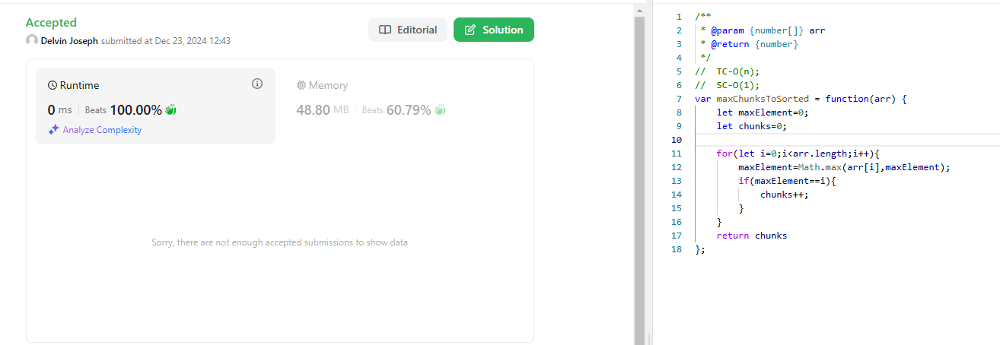 Accepted
Delvin Joseph submitted at Dec 23, 2024 12:43
Editorial
Solution
Runtime
0 ms | Beats 100.00%
Analyze Complexity
Memory
48.80 MB | Beats 60.79%
Sorry, there are not enough accepted submissions to show data
1 /**
2 * @param {number[]} arr
3 * @return {number}
4 */
5 // TC-O(n);
6 // SC-O(1);
7 var maxChunksToSorted = function(arr) {
8 let maxElement=0;
9 let chunks=0;
10
11 for(let i=0;i<arr.length;i++){
12 maxElement=Math.max(arr[i],maxElement);
13 if(maxElement==i){
14 chunks++;
15 }
16 }
17 return chunks
18 };